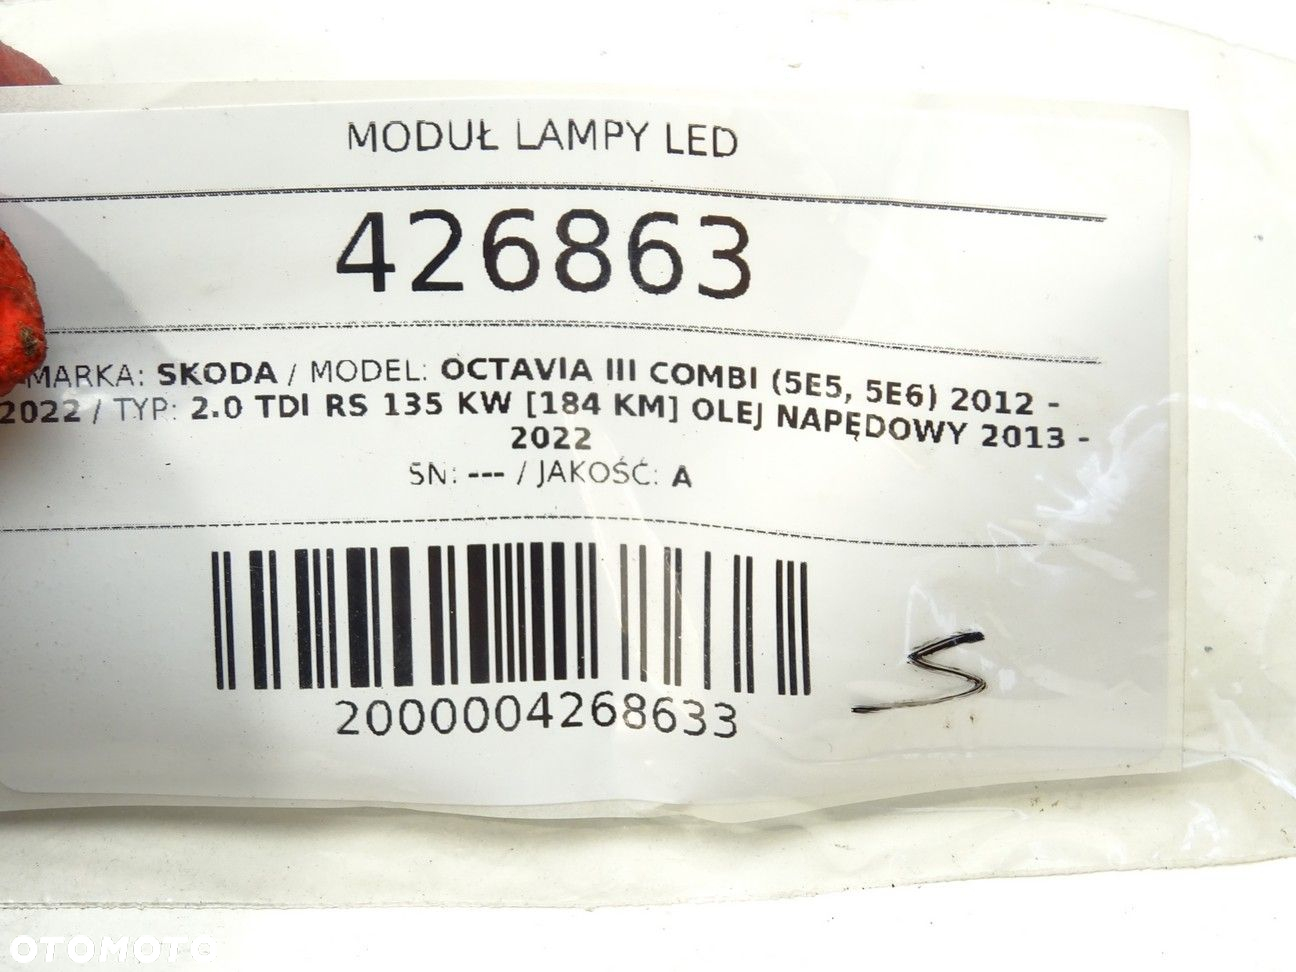 MODUŁ LAMPY LED
426863
MARKA: SKODA / MODEL: OCTAVIA III COMBI (5E5, 5E6) 2012 -
2022 / TYP: 2.0 TDI RS 135 KW [184 KM] OLEJ NAPĘDOWY 2013 -
2022
SN: --- / JAKOŚĆ: A
2000004268633
S
OTOMOTO